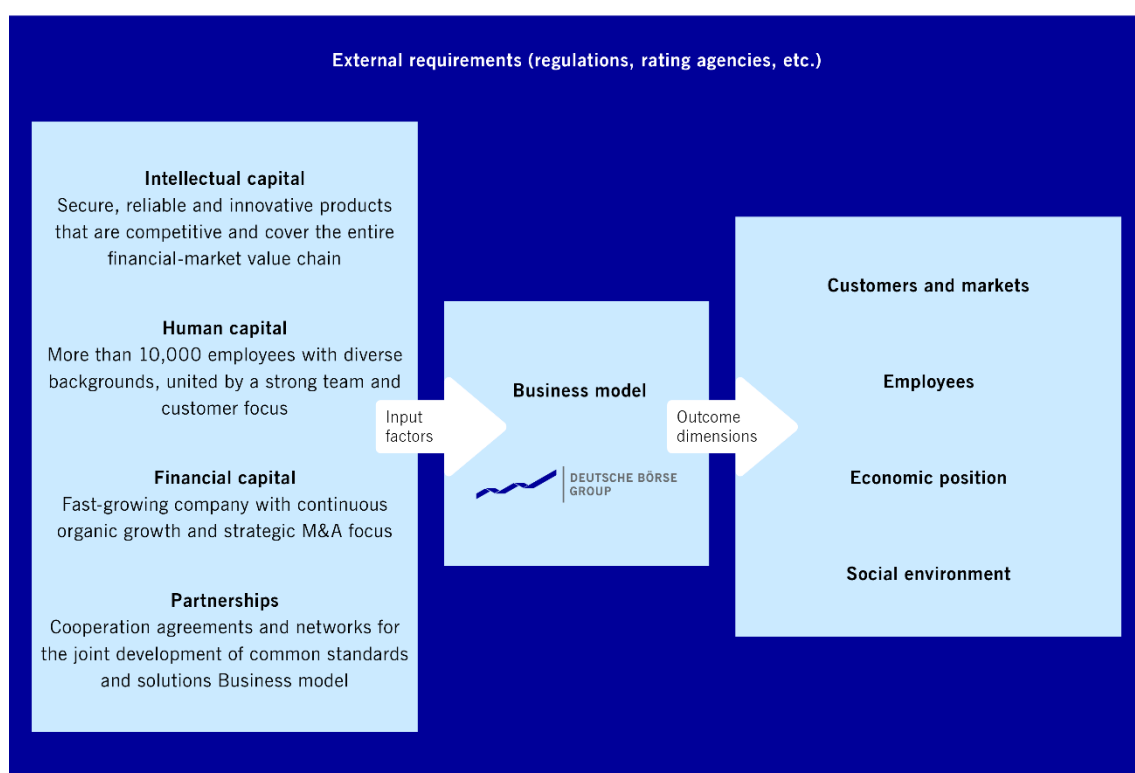 External requirements (regulations, rating agencies, etc.)
Intellectual capital
Secure, reliable and innovative products
that are competitive and cover the entire
financial-market value chain
Human capital
More than 10,000 employees with diverse
backgrounds, united by a strong team and
customer focus
Financial capital
Fast-growing company with continuous
organic growth and strategic M&A focus
Partnerships
Cooperation agreements and networks for
the joint development of common standards
and solutions Business model
Input
factors
Business model
DEUTSCHE BÖRSE
GROUP
Outcome
dimensions
Customers and markets
Employees
Economic position
Social environment